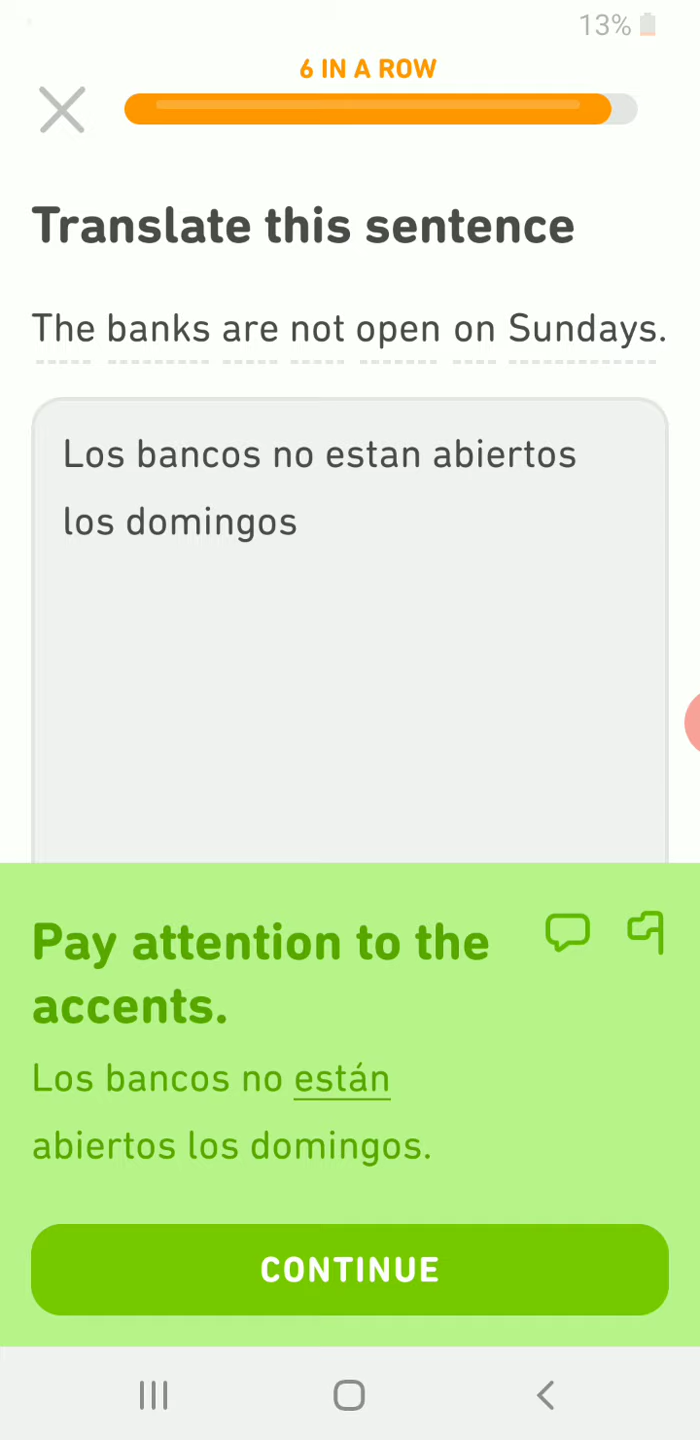 13%
6 IN A ROW
Translate this sentence
The banks are not open on Sundays.
Los bancos no estan abiertos
los domingos
Pay attention to the
accents.
Los bancos no están
abiertos los domingos.
CONTINUE